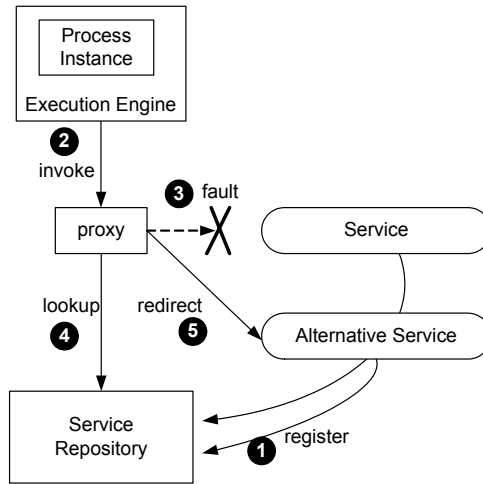 Process
Instance
Execution Engine
2
invoke
3 fault
proxy
Service
lookup
4
redirect
5
Alternative Service
Service
Repository
1 register